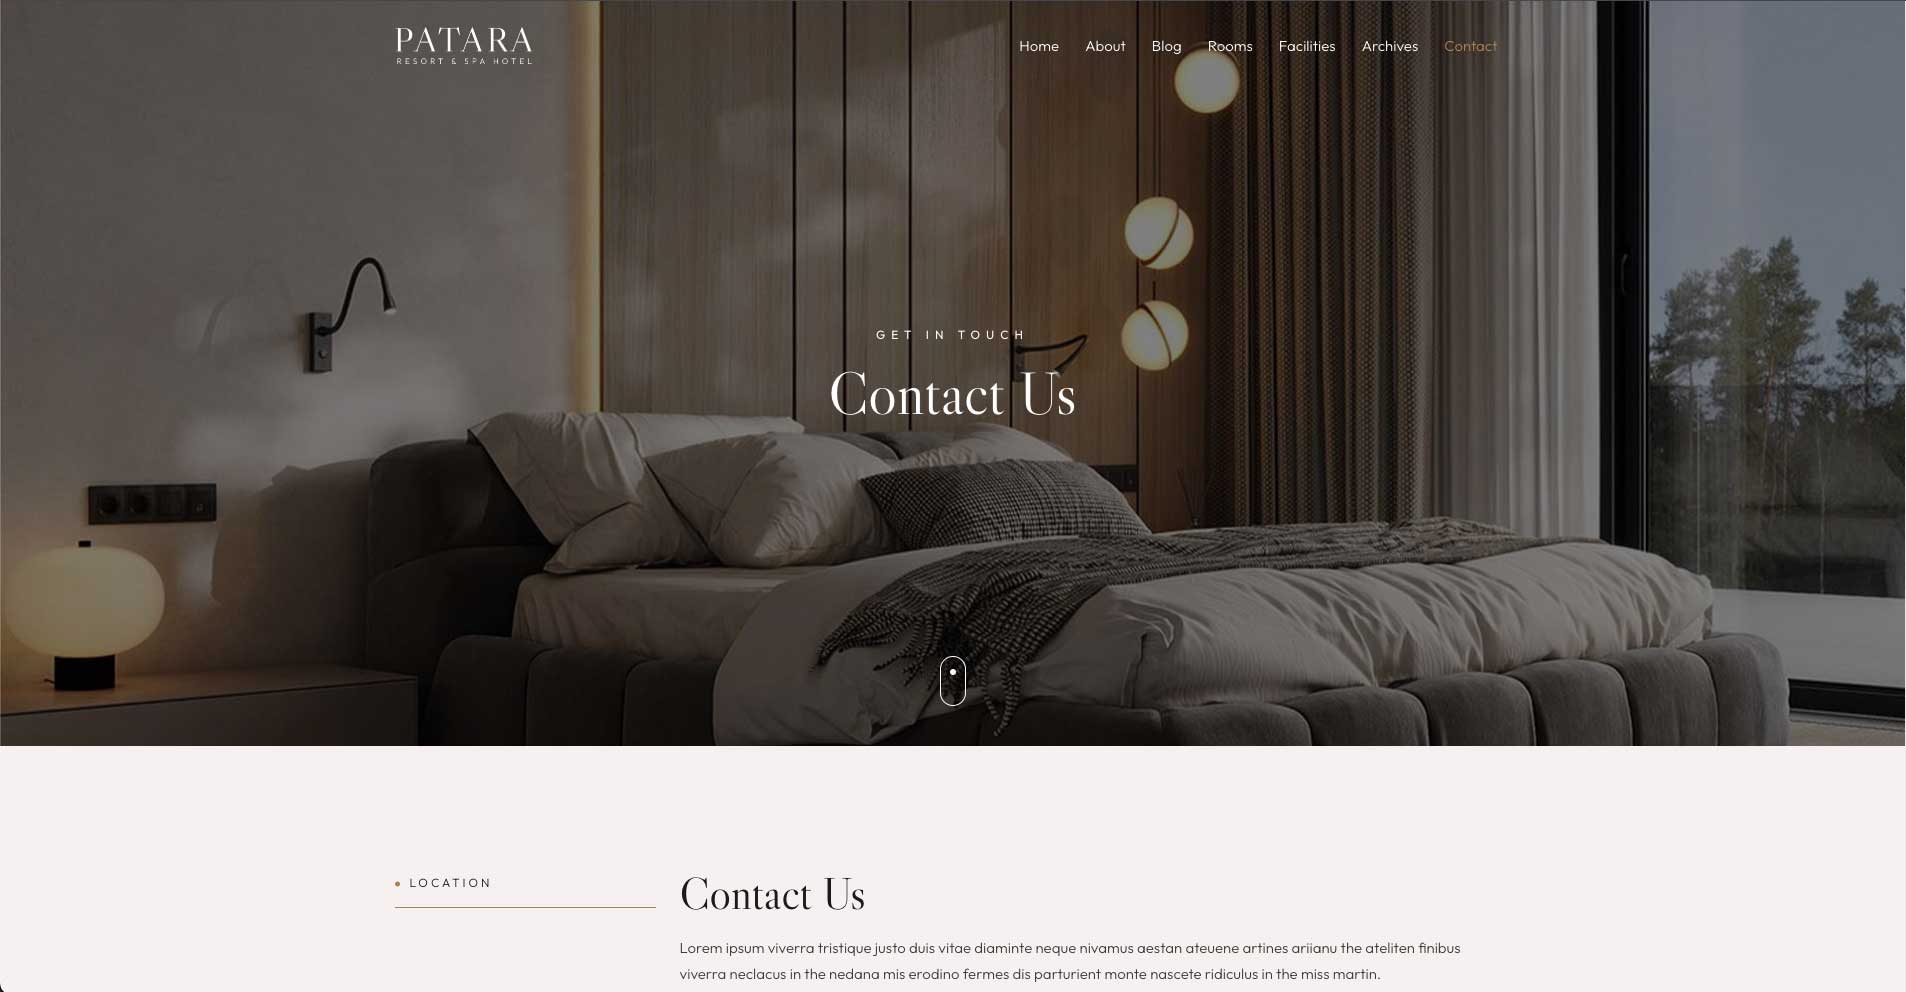 PATARA
RESORT & SPA HOTEL
Home About Blog Rooms Facilities Archives Contact
GET IN TOUCH
Contact Us
LOCATION
Contact Us
Lorem ipsum viverra tristique justo duis vitae diaminte neque nivamus aestan ateuene artines ariianu the ateliten finibus
viverra neclacus in the nedana mis erodino fermes dis parturient monte nascete ridiculus in the miss martin.